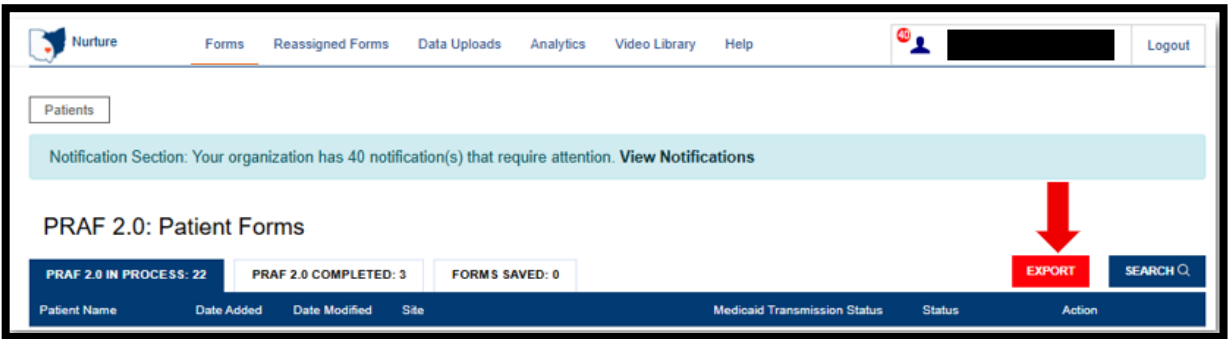 Nurture Forms Reassigned Forms Data Uploads Analytics Video Library Help 40 Logout
Patients
Notification Section: Your organization has 40 notification(s) that require attention. View Notifications
PRAF 2.0: Patient Forms
PRAF 2.0 IN PROCESS: 22 PRAF 2.0 COMPLETED: 3 FORMS SAVED: 0 EXPORT SEARCH
Patient Name Date Added Date Modified Site Medicaid Transmission Status Status Action